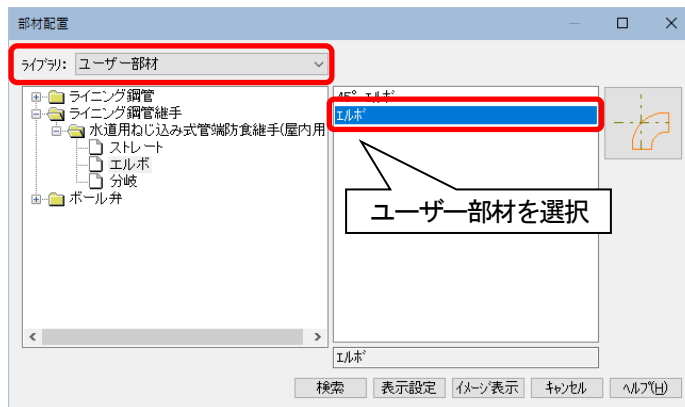 部材配置
ライブラリ: ユーザー部材
ライニング鋼管
ライニング鋼管継手
水道用ねじ込み式管端防食継手(屋内用
ストレート
エルボ
分岐
ボール弁
45° エルボ
エルボ
ユーザー部材を選択
エルボ
検索 表示設定 イメージ表示 キャンセル ヘルプ(H)